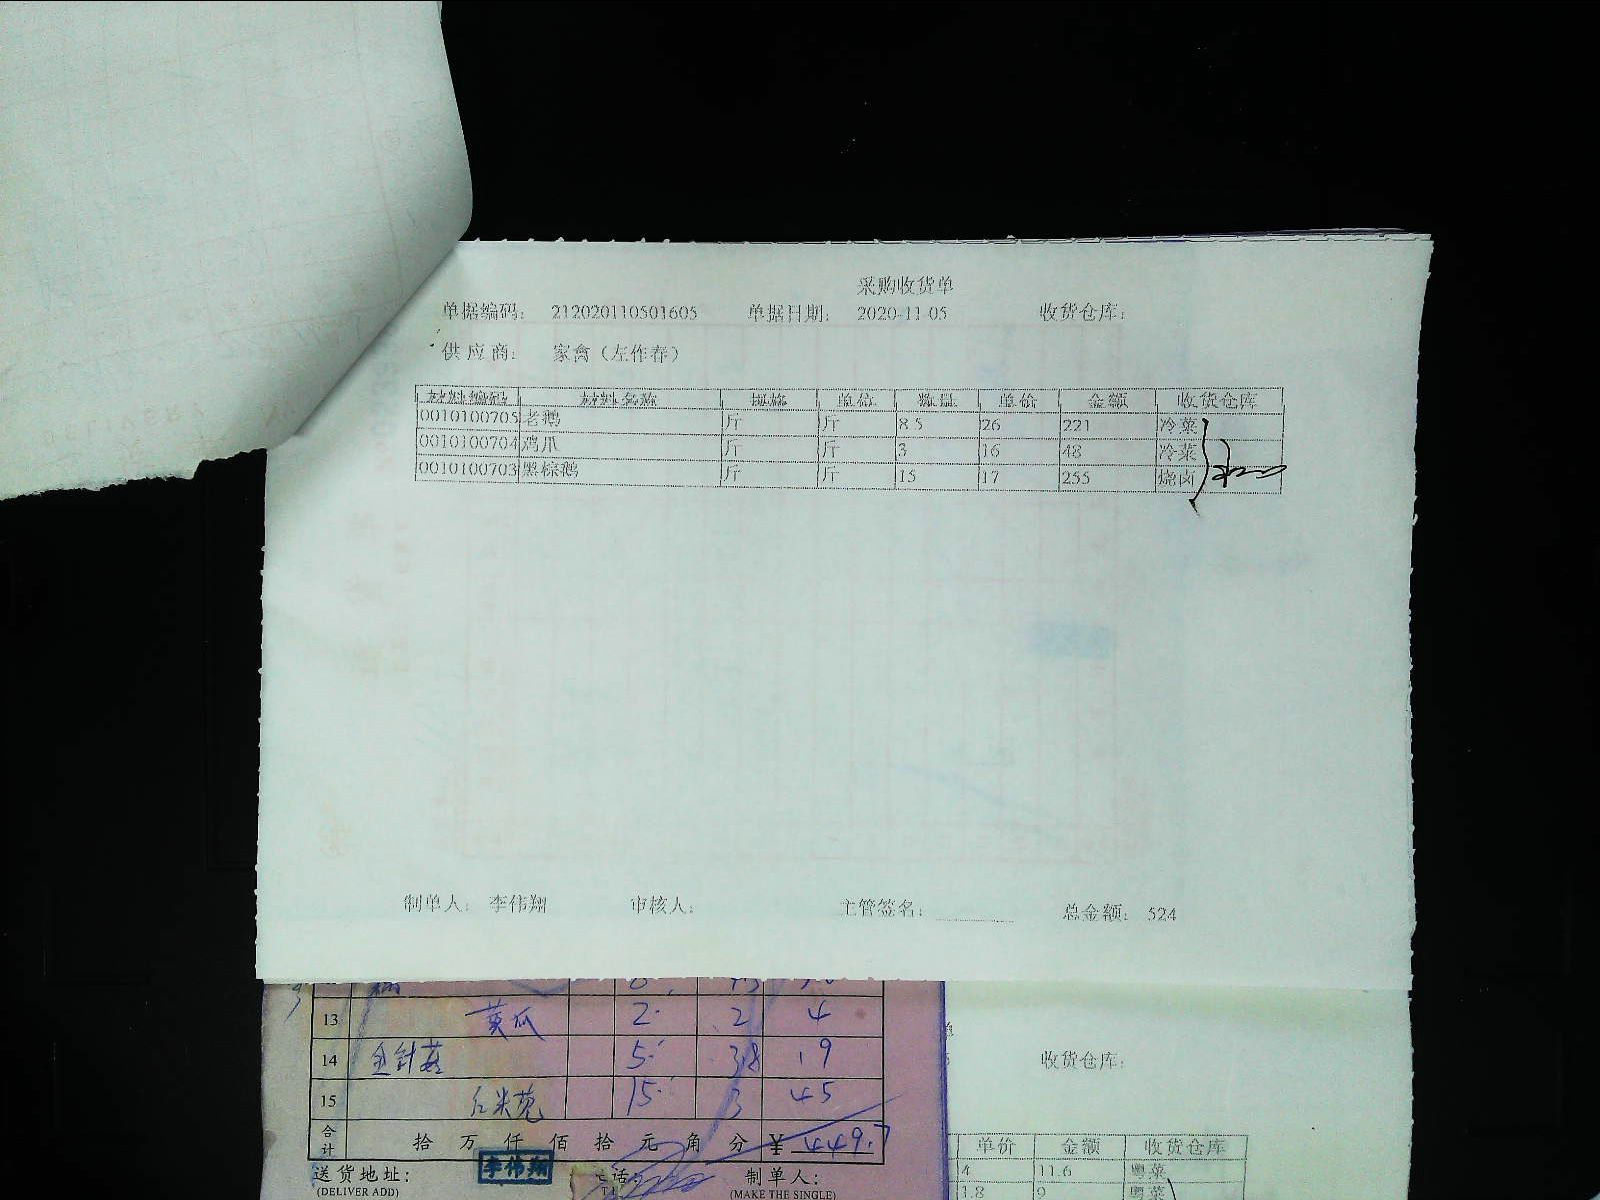 采购收货单
单据编码: 212020110501605 单据日期: 2020-11-05 收货仓库:
供应商: 家禽(左作春)
材料编码 材料名称 规格 单位 数量 单价 金额 收货仓库
0010100705 老鹅 斤 斤 8.5 26 221 冷菜
0010100704 鸡爪 斤 斤 3 16 48 冷菜
0010100703 黑棕鹅 斤 斤 15 17 255 烧卤
制单人: 李伟翔 审核人: 主管签名: 总金额: 524
13 黄瓜 2 2 4
14 金针菇 5 3.8 19
15 15 3 45
合计 拾 万 仟 佰 拾 元 角 分 ¥ 449.7
送货地址: 李伟翔 电话: 制单人:
(DELIVER ADD) (MAKE THE SINGLE)
收货仓库:
单价 金额 收货仓库
4 11.6 粤菜
1.8 9 粤菜